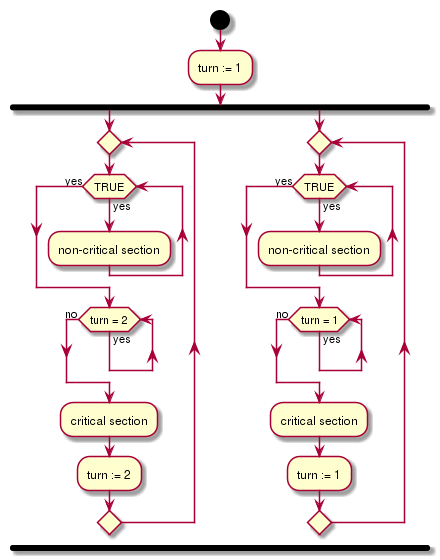 turn := 1
yes
TRUE
yes
non-critical section
no
turn = 2
yes
critical section
turn := 2
yes
TRUE
yes
non-critical section
no
turn = 1
yes
critical section
turn := 1